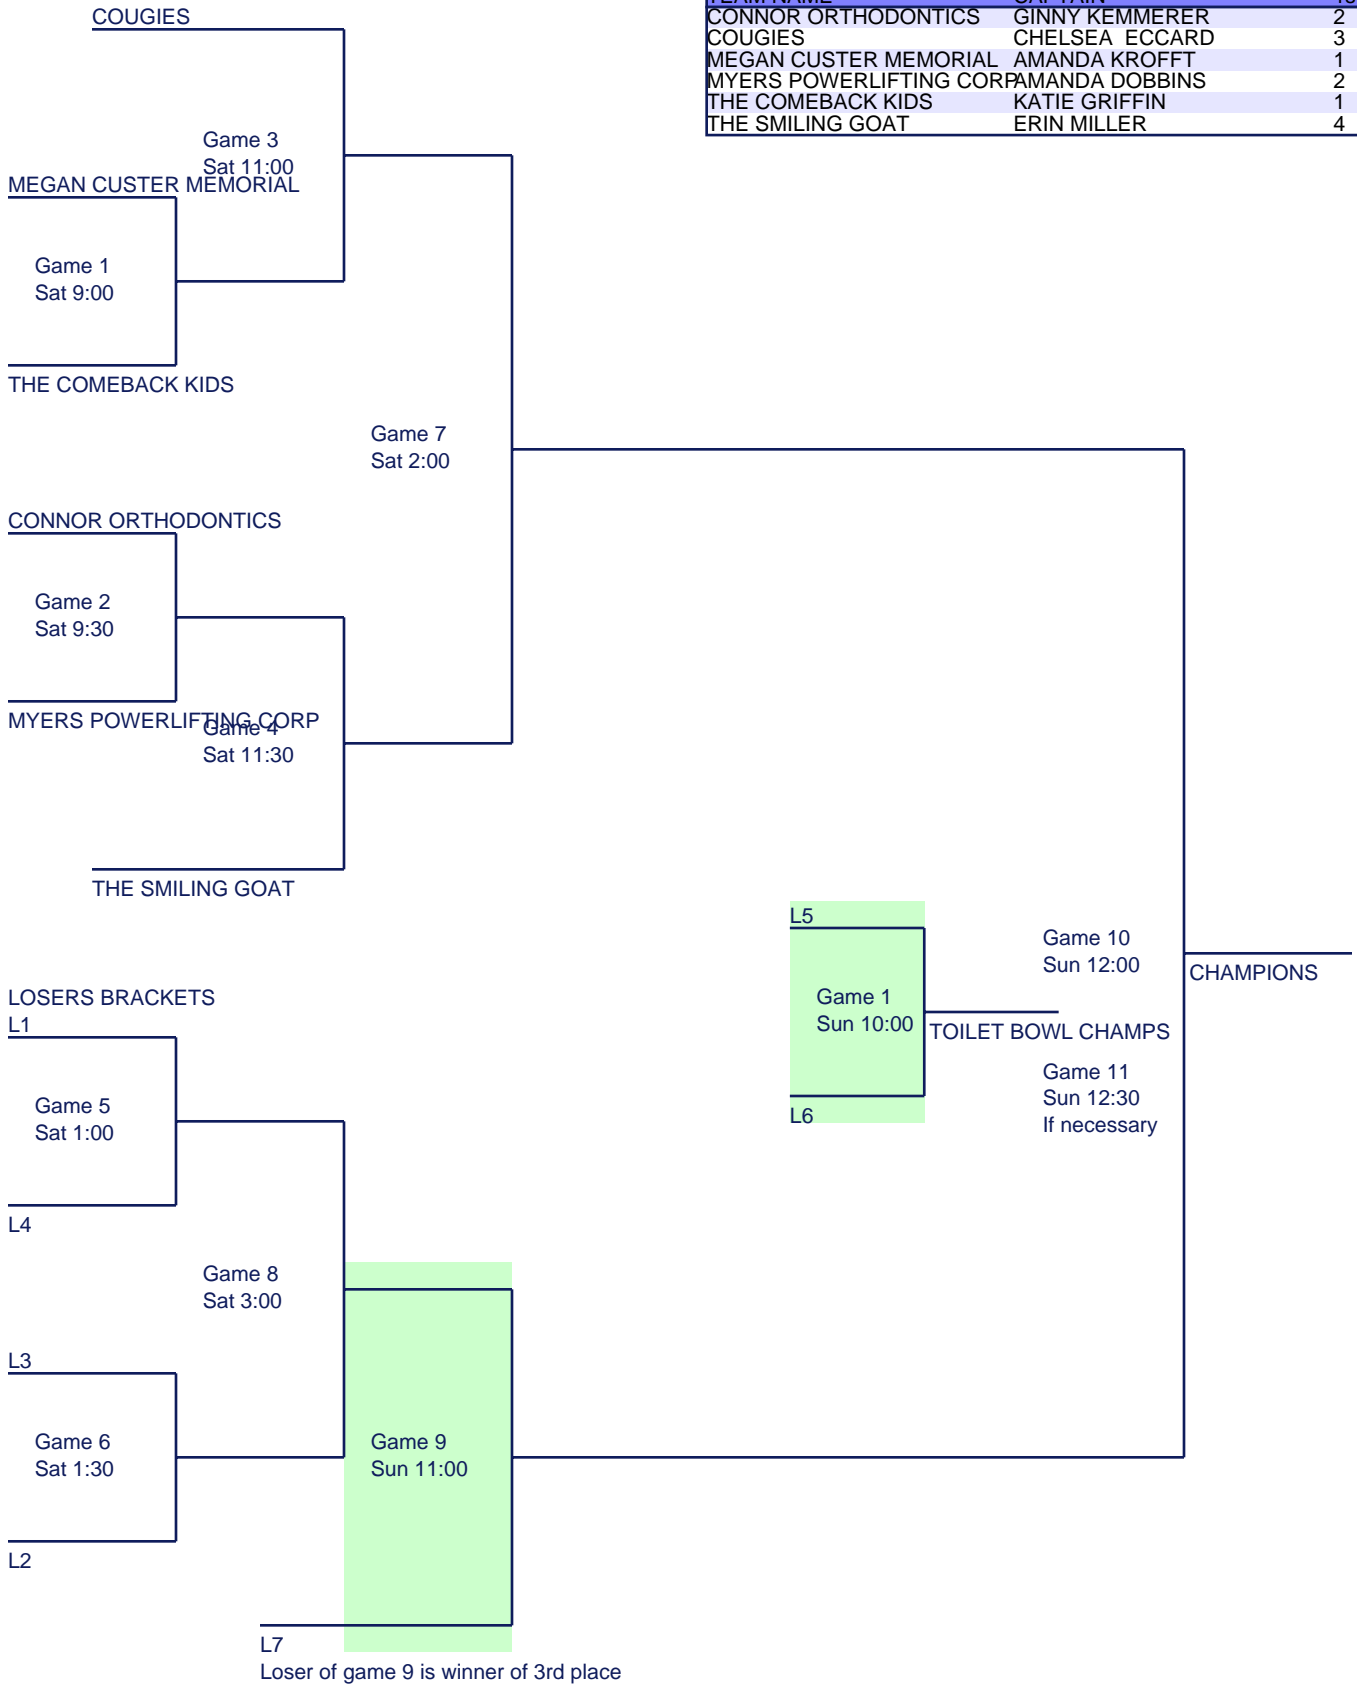 COUGIES
TEAM NAME CAPTAIN
CONNOR ORTHODONTICS GINNY KEMMERER 2
COUGIES CHELSEA ECCARD 3
MEGAN CUSTER MEMORIAL AMANDA KROFFT 1
MYERS POWERLIFTING CORP AMANDA DOBBINS 2
THE COMEBACK KIDS KATIE GRIFFIN 1
THE SMILING GOAT ERIN MILLER 4
Game 3
Sat 11:00
MEGAN CUSTER MEMORIAL
Game 1
Sat 9:00
THE COMEBACK KIDS
Game 7
Sat 2:00
CONNOR ORTHODONTICS
Game 2
Sat 9:30
MYERS POWERLIFTING CORP
Game 4
Sat 11:30
THE SMILING GOAT
L5
Game 10
Sun 12:00
CHAMPIONS
Game 1
Sun 10:00
TOILET BOWL CHAMPS
Game 11
Sun 12:30
If necessary
L6
LOSERS BRACKETS
L1
Game 5
Sat 1:00
L4
Game 8
Sat 3:00
L3
Game 6
Sat 1:30
Game 9
Sun 11:00
L2
L7
Loser of game 9 is winner of 3rd place